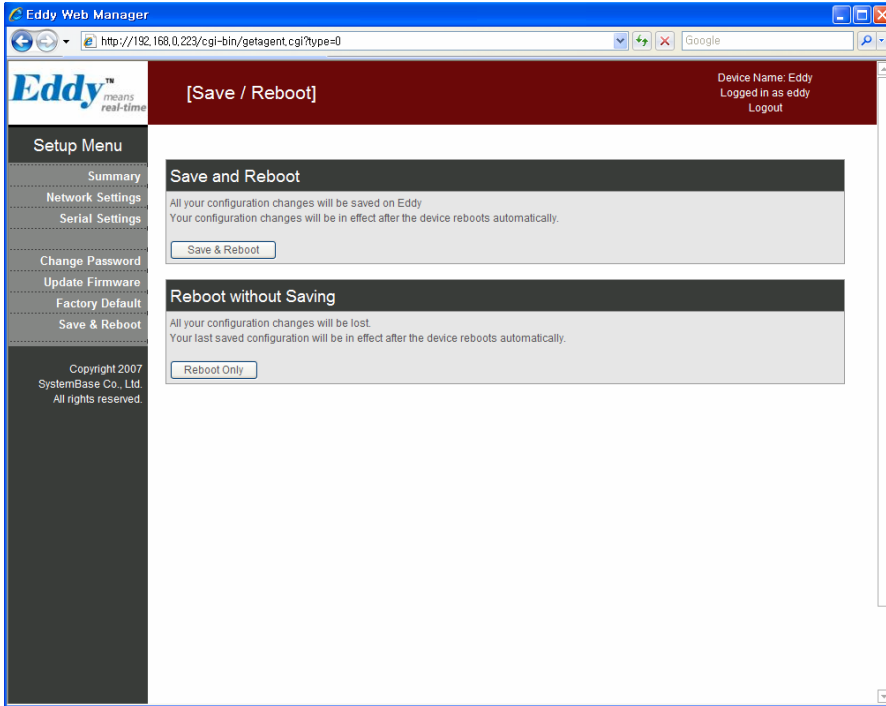 Eddy Web Manager
http://192,168,0,223/cgi-bin/getagent,cgi?type=0
Google
Eddy™ means
real-time
[Save / Reboot]
Device Name: Eddy
Logged in as eddy
Logout
Setup Menu
Summary
Network Settings
Serial Settings
Change Password
Update Firmware
Factory Default
Save & Reboot
Copyright 2007
SystemBase Co., Ltd.
All rights reserved.
Save and Reboot
All your configuration changes will be saved on Eddy
Your configuration changes will be in effect after the device reboots automatically.
Save & Reboot
Reboot without Saving
All your configuration changes will be lost.
Your last saved configuration will be in effect after the device reboots automatically.
Reboot Only